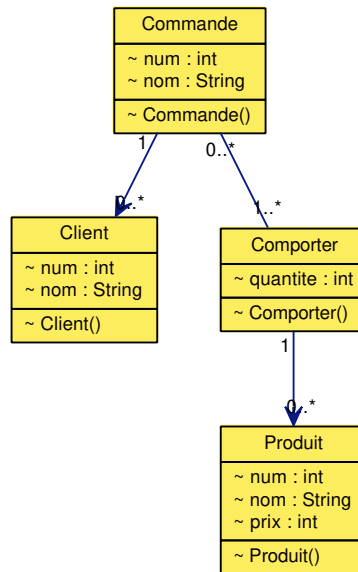 Commande
~ num : int
~ nom : String
~ Commande()
1
0..*
0..*
1..*
Client
~ num : int
~ nom : String
~ Client()
Comporter
~ quantite : int
~ Comporter()
1
0..*
Produit
~ num : int
~ nom : String
~ prix : int
~ Produit()